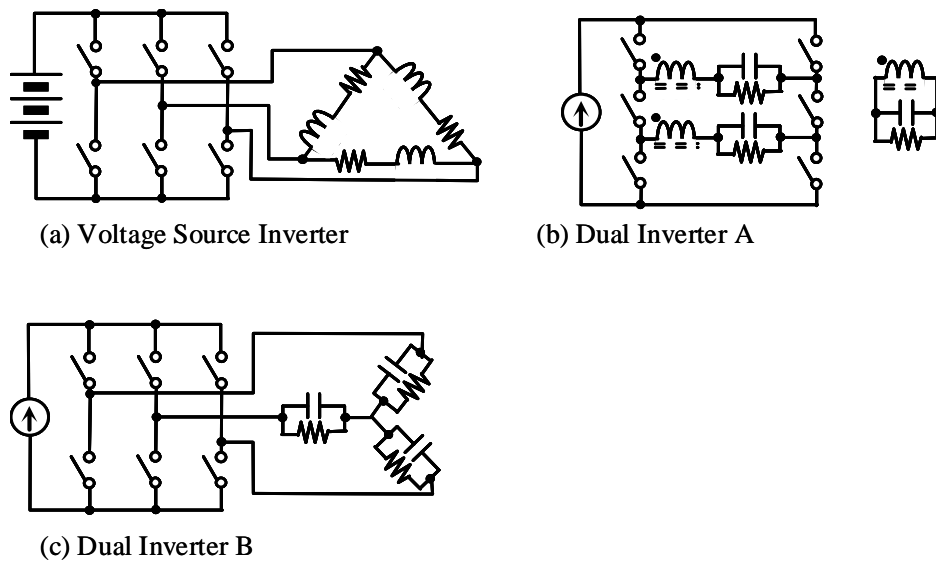 (a) Voltage Source Inverter
(b) Dual Inverter A
(c) Dual Inverter B